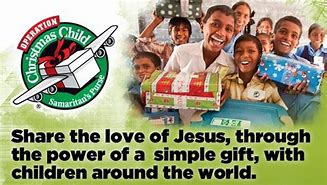 OPERATION
Christmas Child
Samaritan's Purse
Share the love of Jesus, through
the power of a simple gift, with
children around the world.